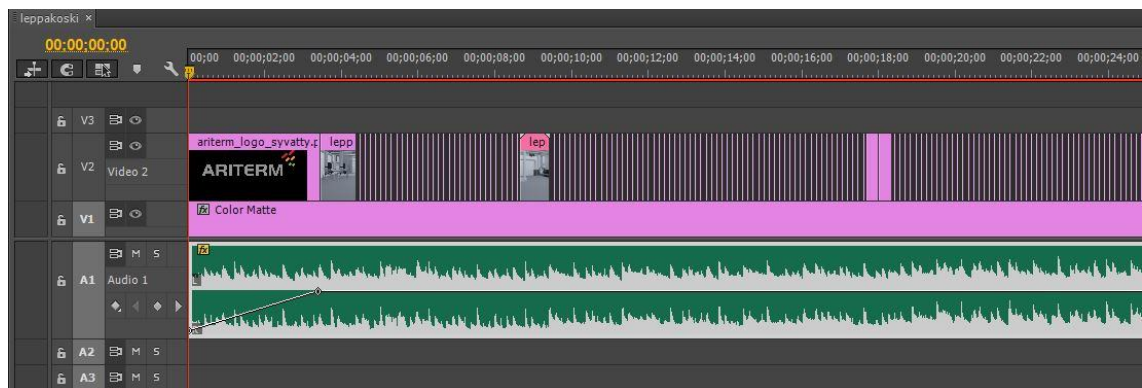 leppakoski ×
00;00;00;00
00;00 00;00;02;00 00;00;04;00 00;00;06;00 00;00;08;00 00;00;10;00 00;00;12;00 00;00;14;00 00;00;16;00 00;00;18;00 00;00;20;00 00;00;22;00 00;00;24;00
V3
ariterm_logo_syvatty.p lepp lep
V2 Video 2
ARITERM
V1 fx Color Matte
M S fx
L
A1 Audio 1
R
A2 M S
A3 M S